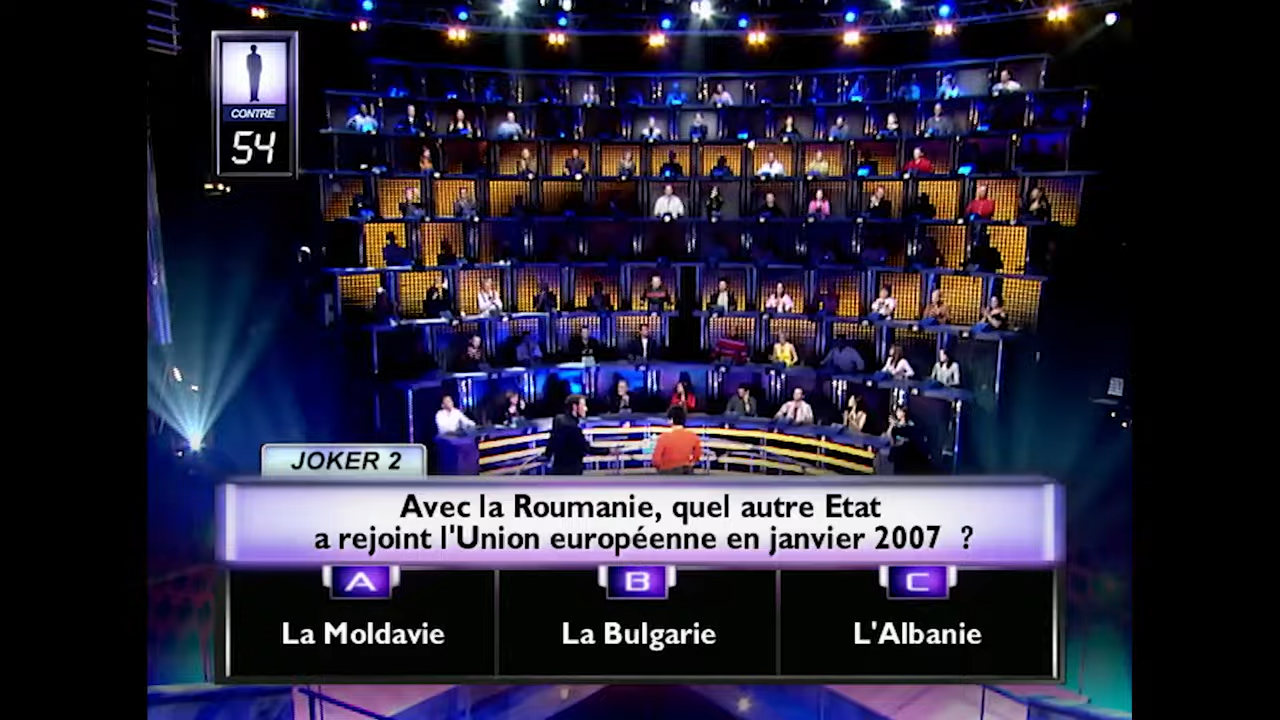 CONTRE
54
JOKER 2
Avec la Roumanie, quel autre Etat
a rejoint l'Union européenne en janvier 2007 ?
A
B
C
La Moldavie
La Bulgarie
L'Albanie